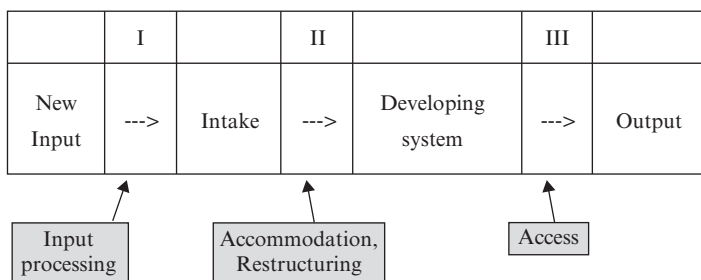 I II III
New
Input
---> Intake ---> Developing
system
---> Output
Input
processing
Accommodation,
Restructuring
Access